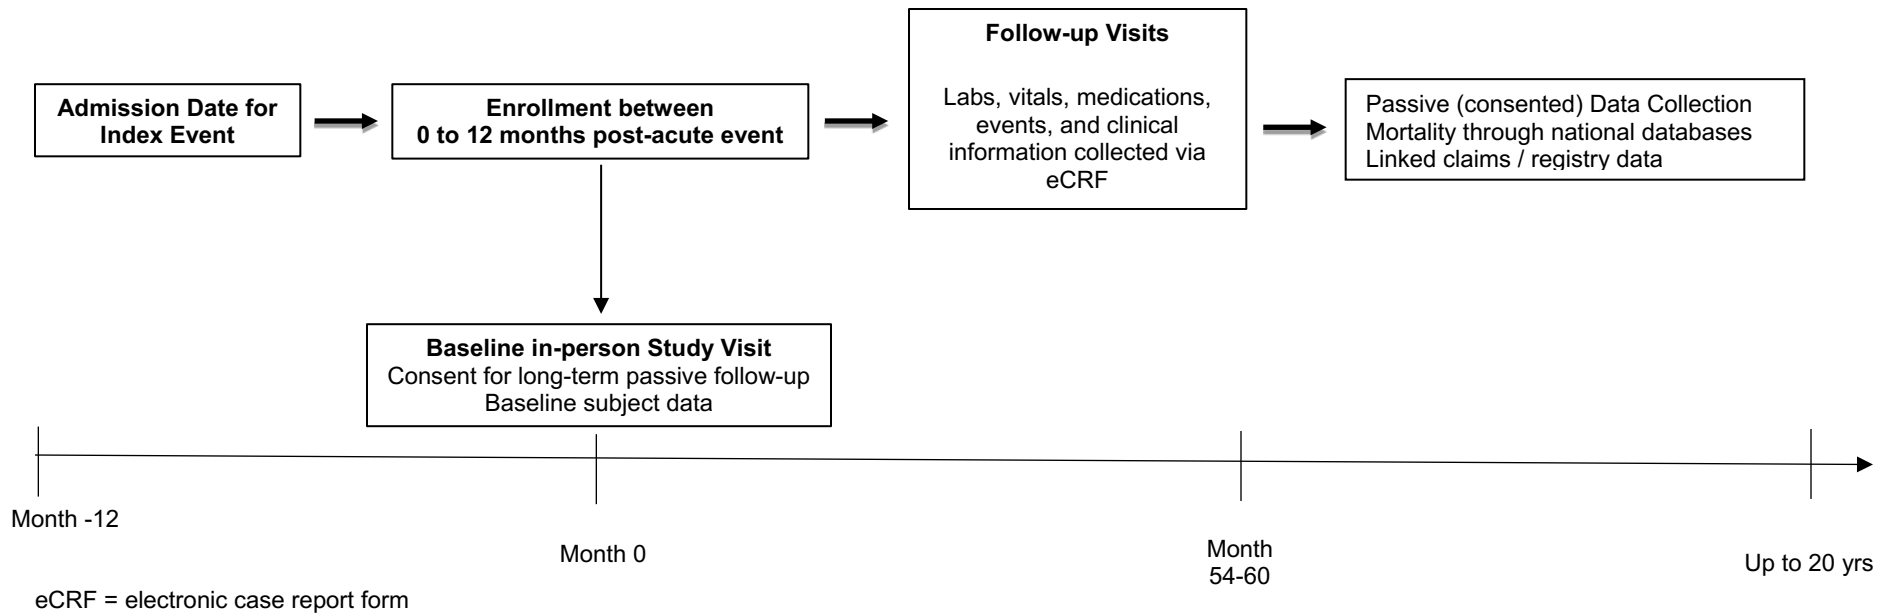 Admission Date for
Index Event
Enrollment between
0 to 12 months post-acute event
Follow-up Visits
Labs, vitals, medications,
events, and clinical
information collected via
eCRF
Passive (consented) Data Collection
Mortality through national databases
Linked claims / registry data
Baseline in-person Study Visit
Consent for long-term passive follow-up
Baseline subject data
Month -12
Month 0
Month
54-60
Up to 20 yrs
eCRF = electronic case report form